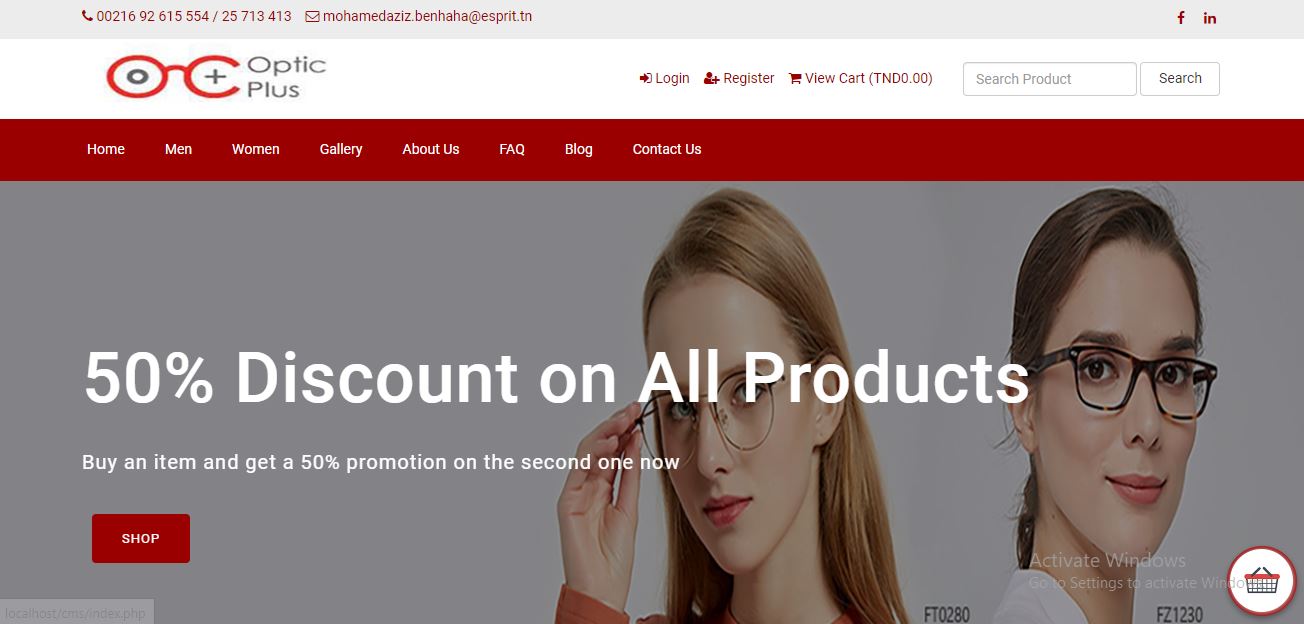 00216 92 615 554 / 25 713 413 mohamedaziz.benhaha@esprit.tn
Optic
Plus
Login Register View Cart (TND0.00) Search Product Search
Home Men Women Gallery About Us FAQ Blog Contact Us
50% Discount on All Products
Buy an item and get a 50% promotion on the second one now
SHOP
Activate Windows
Go to Settings to activate Windows
localhost/cms/index.php
FT0280 FZ1230